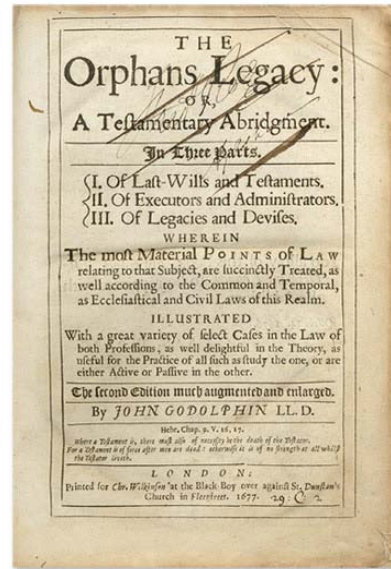 THE
Orphans Legacy:
OR,
A Teſtamentary Abridgment.
In Three Parts.
I. Of Laſt-Wills and Teſtaments.
II. Of Executors and Adminiſtrators.
III. Of Legacies and Deviſes.
WHEREIN
The moſt Material POINTS of LAW
relating to that Subject, are ſuccinctly Treated, as
well according to the Common and Temporal,
as Eccleſiaſtical and Civil Laws of this Realm.
ILLUSTRATED
With a great variety of ſelect Caſes in the Law of
both Profeſſions, as well delightful in the Theory, as
uſeful for the Practice of all ſuch as ſtudy the one, or are
either Active or Paſſive in the other.
The ſecond Edition much augmented and enlarged.
By JOHN GODOLPHIN LL. D.
Hebr. Chap. 9. V. 16, 17.
Where a Teſtament is, there muſt alſo of neceſſity be the death of the Teſtator.
For a Teſtament is of force after men are dead: otherwiſe it is of no ſtrength at all whilſt
the Teſtator liveth.
LONDON:
Printed for Chr. Wilkinſon at the Black-Boy over againſt St. Dunſtan's
Church in Fleetſtreet. 1677. 29: C 2